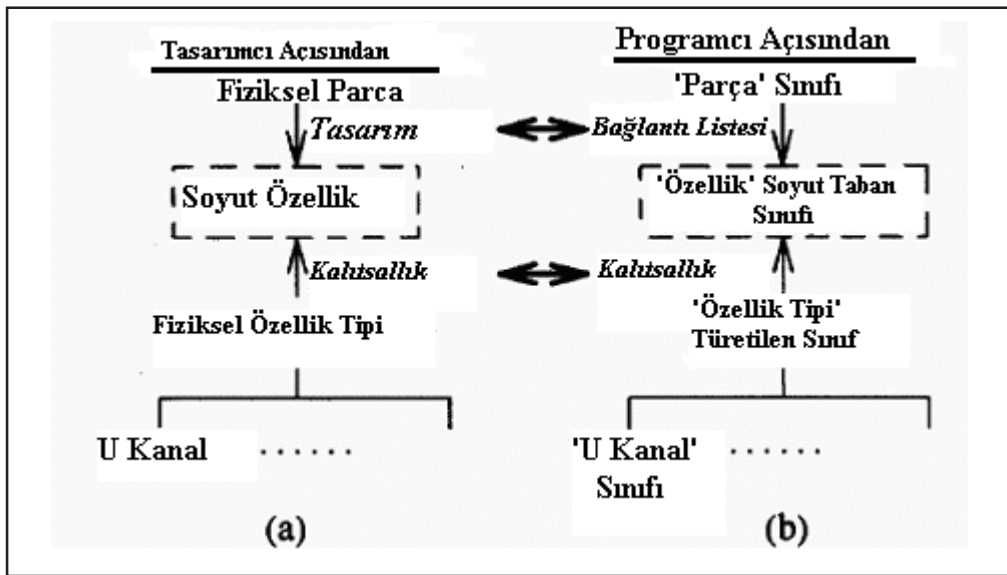 Tasarımcı Açısından
Fiziksel Parca
Tasarım
Soyut Özellik
Kalıtsallık
Fiziksel Özellik Tipi
U Kanal ......
(a)
Programcı Açısından
'Parça' Sınıfı
Bağlantı Listesi
'Özellik' Soyut Taban
Sınıfı
Kalıtsallık
'Özellik Tipi'
Türetilen Sınıf
'U Kanal' ......
Sınıfı
(b)